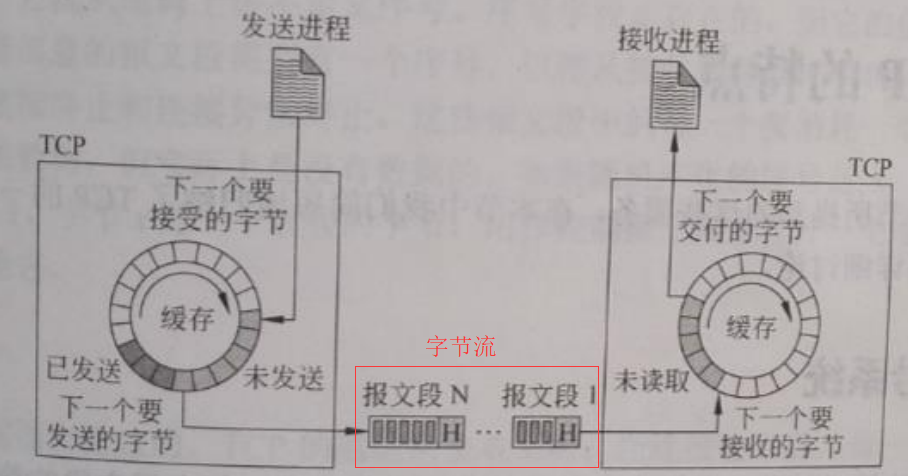 发送进程
接收进程
TCP
TCP
下一个要
接受的字节
下一个要
交付的字节
缓存
缓存
已发送
未发送
未读取
下一个要
发送的字节
下一个要
接收的字节
字节流
报文段 N
报文段 1
H
...
H